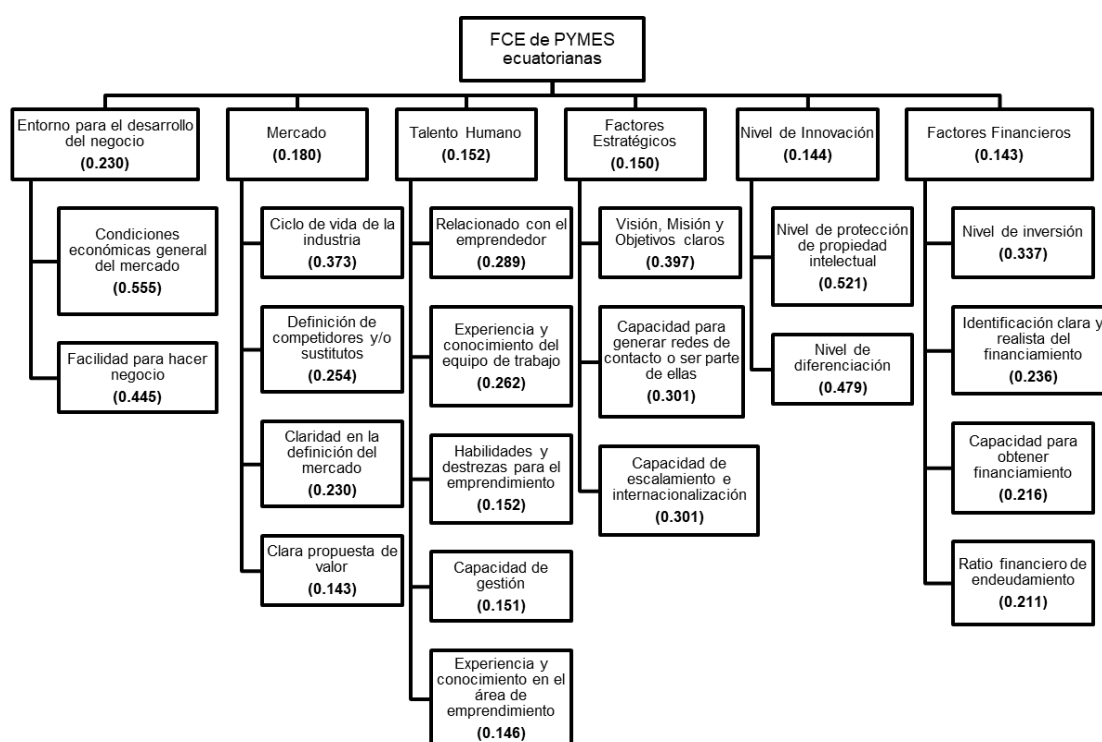 FCE de PYMES
ecuatorianas
Entorno para el desarrollo
del negocio
(0.230)
Mercado
(0.180)
Talento Humano
(0.152)
Factores
Estratégicos
(0.150)
Nivel de Innovación
(0.144)
Factores Financieros
(0.143)
Condiciones
económicas general
del mercado
(0.555)
Facilidad para hacer
negocio
(0.445)
Ciclo de vida de la
industria
(0.373)
Definición de
competidores y/o
sustitutos
(0.254)
Claridad en la
definición del
mercado
(0.230)
Clara propuesta de
valor
(0.143)
Relacionado con el
emprendedor
(0.289)
Experiencia y
conocimiento del
equipo de trabajo
(0.262)
Habilidades y
destrezas para el
emprendimiento
(0.152)
Capacidad de
gestión
(0.151)
Experiencia y
conocimiento en el
área de
emprendimiento
(0.146)
Visión, Misión y
Objetivos claros
(0.397)
Capacidad para
generar redes de
contacto o ser parte
de ellas
(0.301)
Capacidad de
escalamiento e
internacionalización
(0.301)
Nivel de protección
de propiedad
intelectual
(0.521)
Nivel de
diferenciación
(0.479)
Nivel de inversión
(0.337)
Identificación clara y
realista del
financiamiento
(0.236)
Capacidad para
obtener
financiamiento
(0.216)
Ratio financiero de
endeudamiento
(0.211)